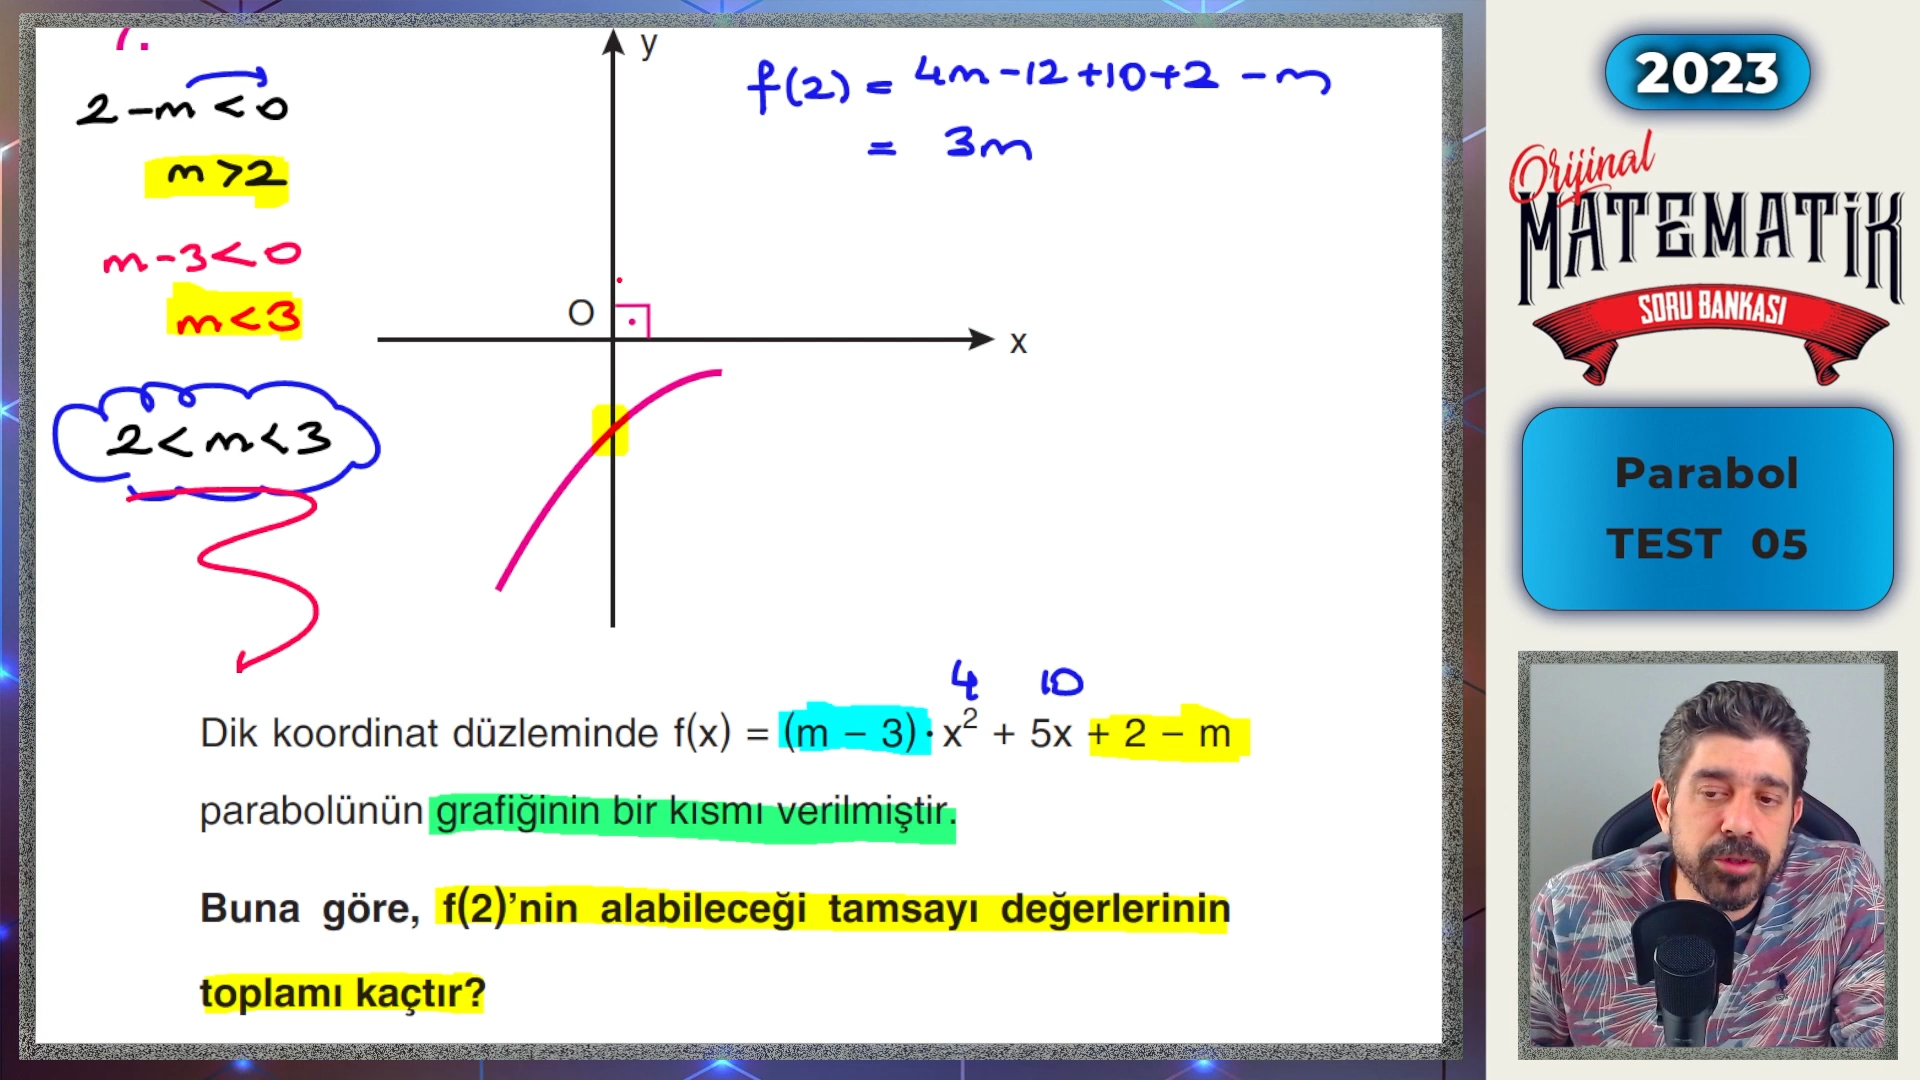 7.
2-m<0
m>2
m-3<0
m<3
2<m<3
y
O
x
f(2) = 4m-12+10+2-m
= 3m
4 10
Dik koordinat düzleminde f(x) = (m – 3)·x² + 5x + 2 – m
parabolünün grafiğinin bir kısmı verilmiştir.
Buna göre, f(2)’nin alabileceği tamsayı değerlerinin
toplamı kaçtır?
2023
Orijinal
MATEMATİK
SORU BANKASI
Parabol
TEST 05